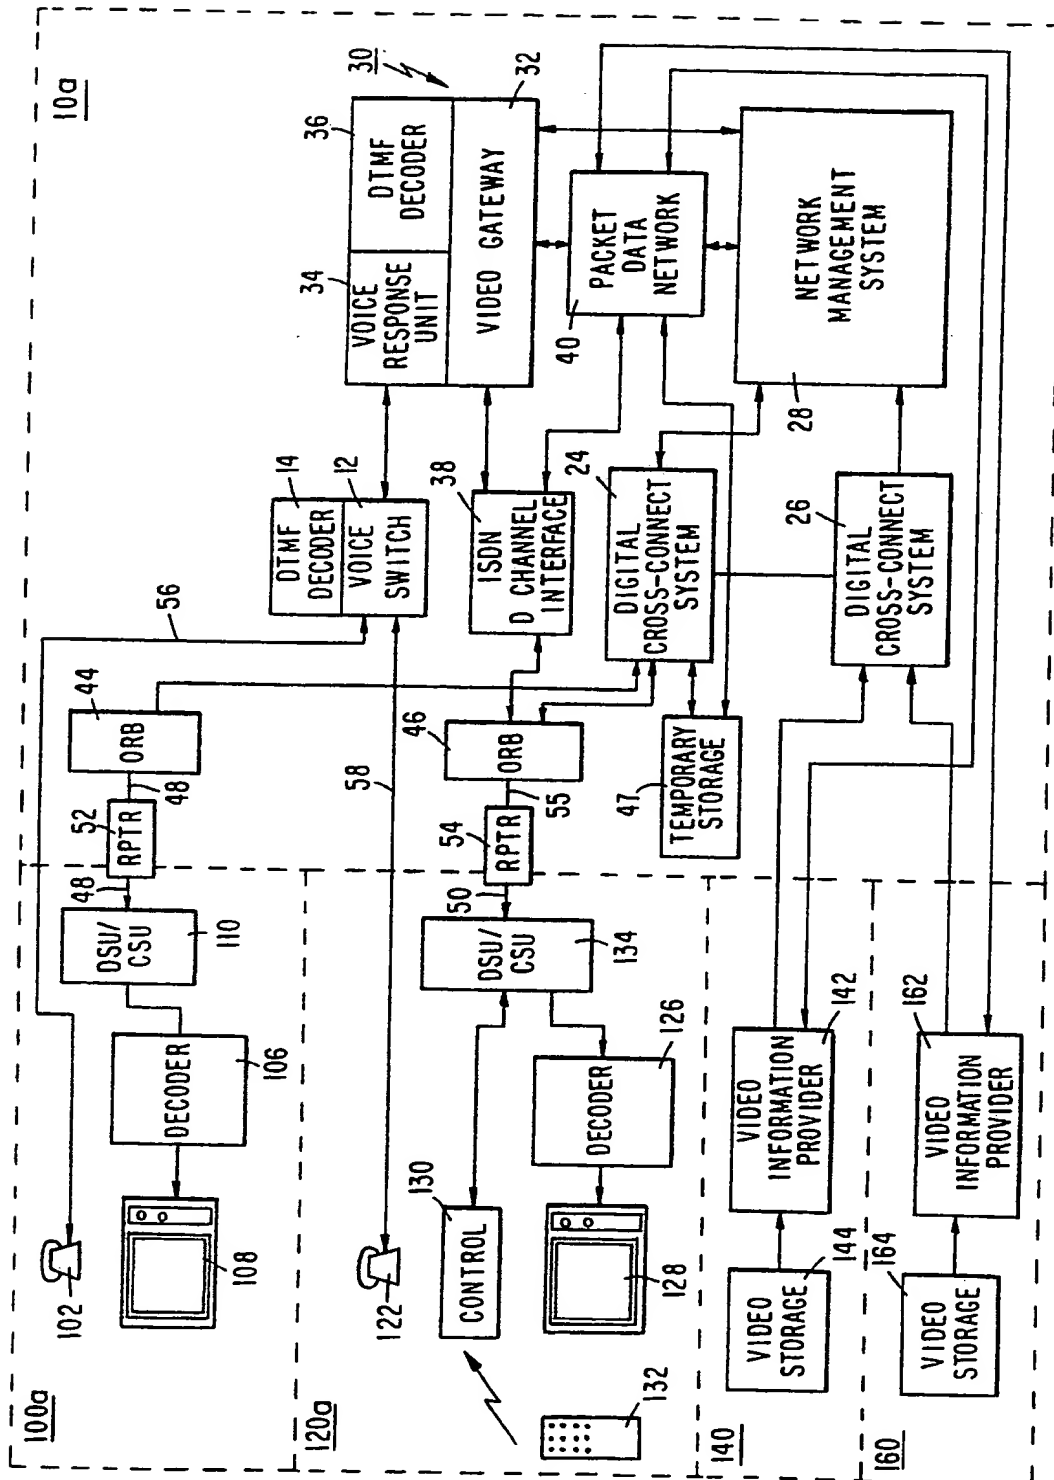 100a
102
108
DECODER
106
DSU/
CSU
110
48
RPTR
52
48
ORB
44
56
10a
DTMF
DECODER
14
VOICE
SWITCH
12
VOICE
RESPONSE
UNIT
34
DTMF
DECODER
36
30
VIDEO GATEWAY
32
120a
122
58
CONTROL
130
132
128
DECODER
126
DSU/
CSU
134
50
RPTR
54
55
ORB
46
ISDN
D CHANNEL
INTERFACE
38
PACKET
DATA
NETWORK
40
DIGITAL
CROSS-CONNECT
SYSTEM
24
TEMPORARY
STORAGE
47
NETWORK
MANAGEMENT
SYSTEM
28
DIGITAL
CROSS-CONNECT
SYSTEM
26
140
VIDEO
STORAGE
144
VIDEO
INFORMATION
PROVIDER
142
160
VIDEO
STORAGE
164
VIDEO
INFORMATION
PROVIDER
162